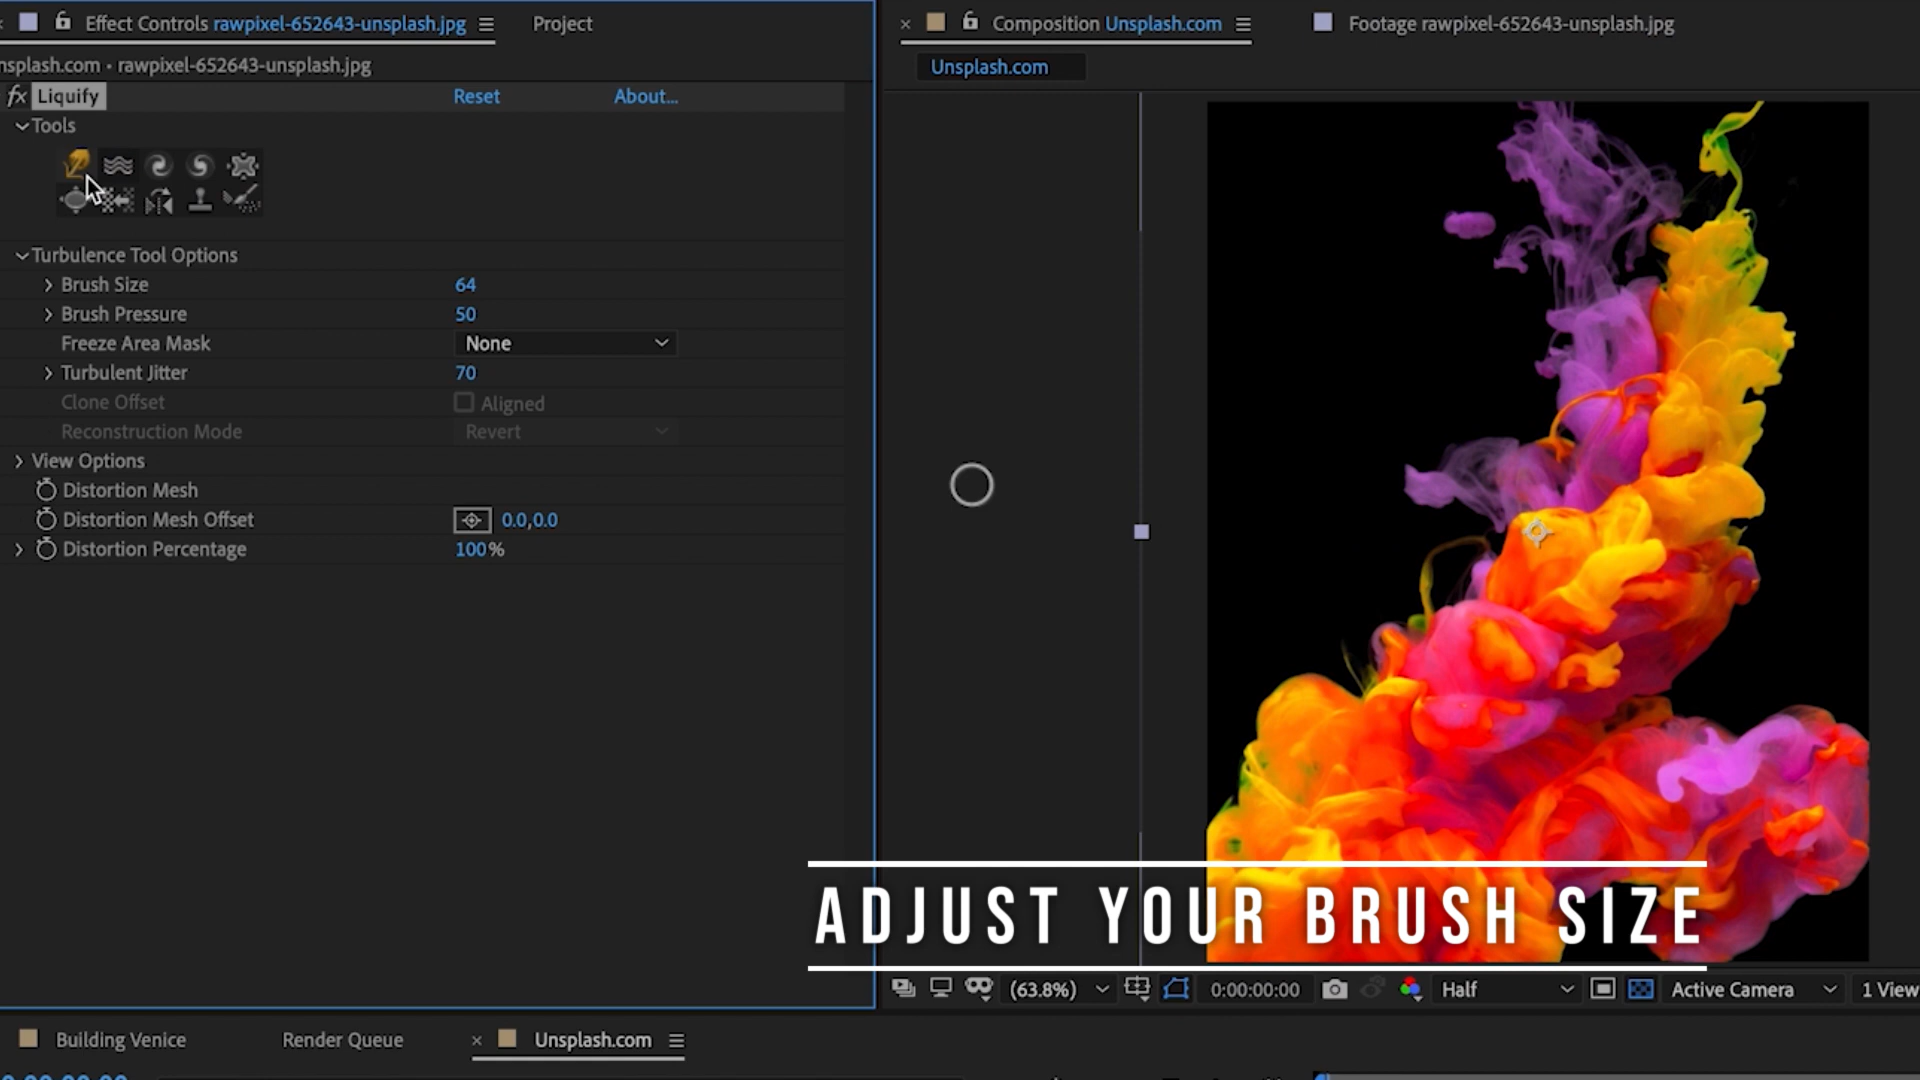 Effect Controls rawpixel-652643-unsplash.jpg
Project
Composition Unsplash.com
Footage rawpixel-652643-unsplash.jpg
nsplash.com • rawpixel-652643-unsplash.jpg
Unsplash.com
fx Liquify
Reset
About...
Tools
Turbulence Tool Options
Brush Size
64
Brush Pressure
50
Freeze Area Mask
None
Turbulent Jitter
70
Clone Offset
Aligned
Reconstruction Mode
Revert
View Options
Distortion Mesh
Distortion Mesh Offset
0.0,0.0
Distortion Percentage
100%
ADJUST YOUR BRUSH SIZE
(63.8%)
0:00:00:00
Half
Active Camera
1 View
Building Venice
Render Queue
Unsplash.com